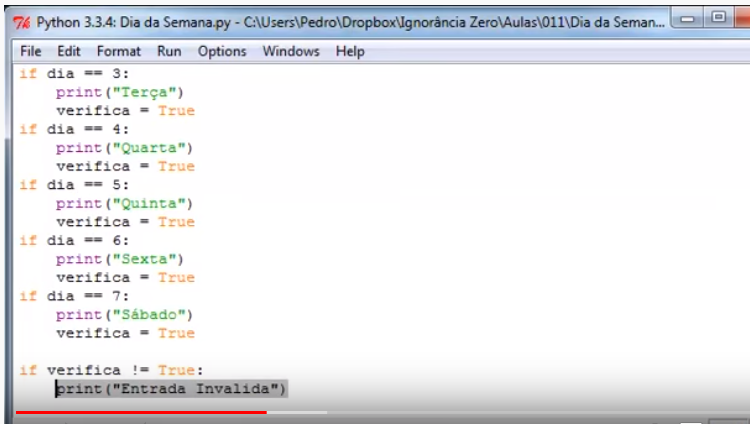 Python 3.3.4: Dia da Semana.py - C:\Users\Pedro\Dropbox\Ignorância Zero\Aulas\011\Dia da Seman...
File Edit Format Run Options Windows Help
if dia == 3:
    print("Terça")
    verifica = True
if dia == 4:
    print("Quarta")
    verifica = True
if dia == 5:
    print("Quinta")
    verifica = True
if dia == 6:
    print("Sexta")
    verifica = True
if dia == 7:
    print("Sábado")
    verifica = True

if verifica != True:
    print("Entrada Invalida")